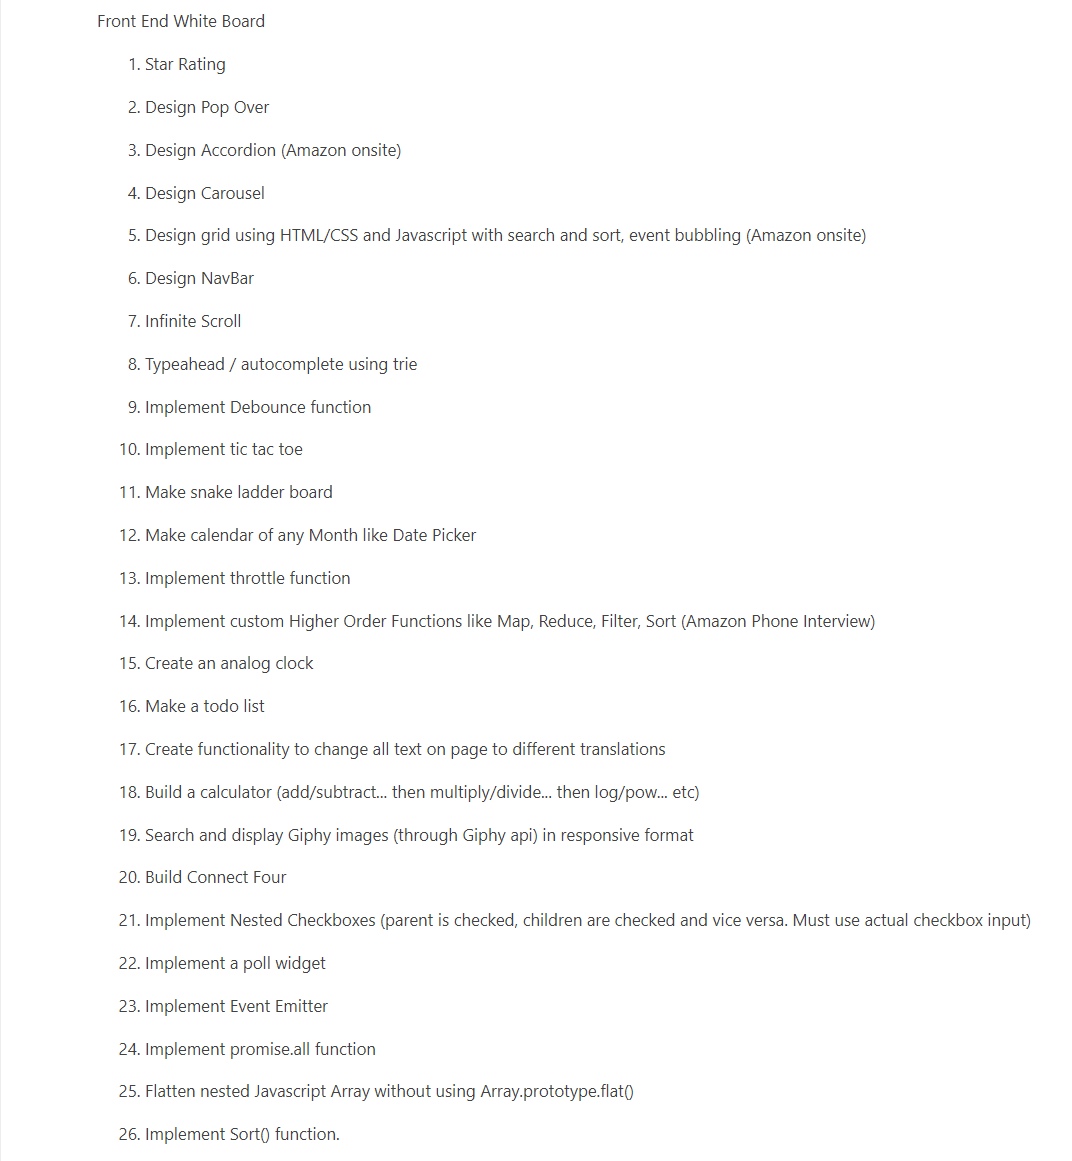 Front End White Board
1. Star Rating
2. Design Pop Over
3. Design Accordion (Amazon onsite)
4. Design Carousel
5. Design grid using HTML/CSS and Javascript with search and sort, event bubbling (Amazon onsite)
6. Design NavBar
7. Infinite Scroll
8. Typeahead / autocomplete using trie
9. Implement Debounce function
10. Implement tic tac toe
11. Make snake ladder board
12. Make calendar of any Month like Date Picker
13. Implement throttle function
14. Implement custom Higher Order Functions like Map, Reduce, Filter, Sort (Amazon Phone Interview)
15. Create an analog clock
16. Make a todo list
17. Create functionality to change all text on page to different translations
18. Build a calculator (add/subtract... then multiply/divide... then log/pow... etc)
19. Search and display Giphy images (through Giphy api) in responsive format
20. Build Connect Four
21. Implement Nested Checkboxes (parent is checked, children are checked and vice versa. Must use actual checkbox input)
22. Implement a poll widget
23. Implement Event Emitter
24. Implement promise.all function
25. Flatten nested Javascript Array without using Array.prototype.flat()
26. Implement Sort() function.